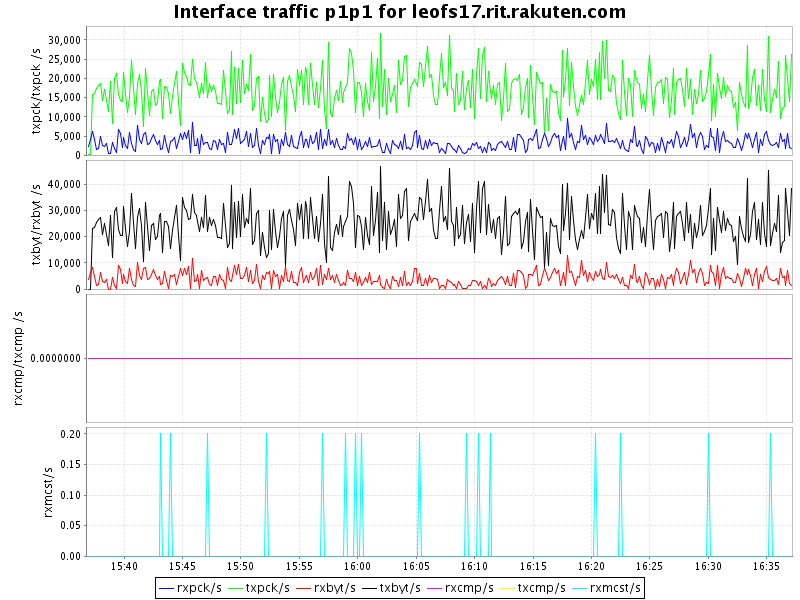 Interface traffic p1p1 for leofs17.rit.rakuten.com
txpck/rxpck /s
30,000
25,000
20,000
15,000
10,000
5,000
0
txbyt/rxbyt /s
40,000
30,000
20,000
10,000
0
rxcmp/txcmp /s
0.0000000
rxmcst/s
0.20
0.15
0.10
0.05
0.00
15:40 15:45 15:50 15:55 16:00 16:05 16:10 16:15 16:20 16:25 16:30 16:35
rxpck/s txpck/s rxbyt/s txbyt/s rxcmp/s txcmp/s rxmcst/s